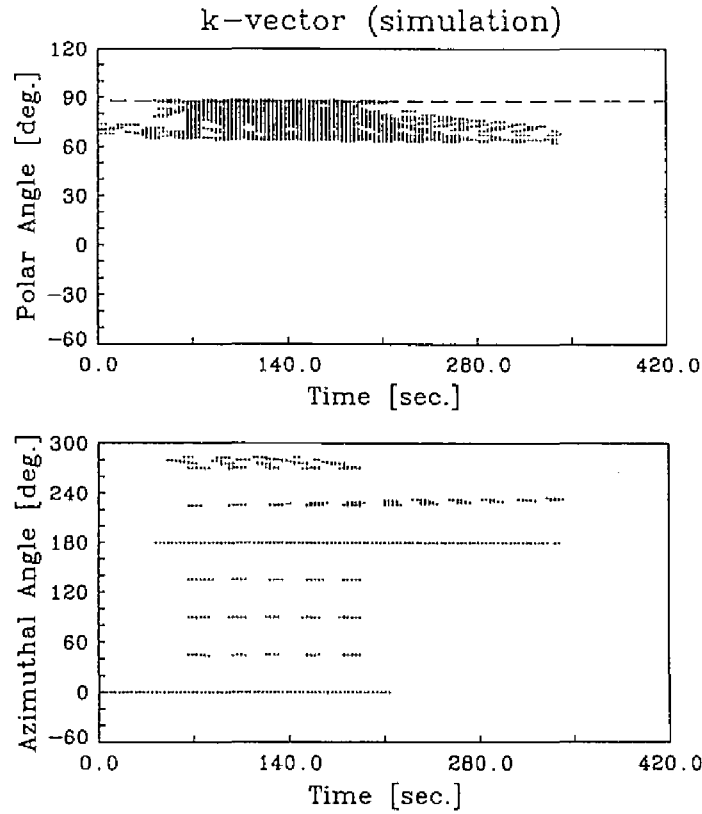 k-vector (simulation)
Polar Angle [deg.]
120
90
60
30
0
-30
-60
0.0 140.0 280.0 420.0
Time [sec.]
Azimuthal Angle [deg.]
300
240
180
120
60
0
-60
0.0 140.0 280.0 420.0
Time [sec.]